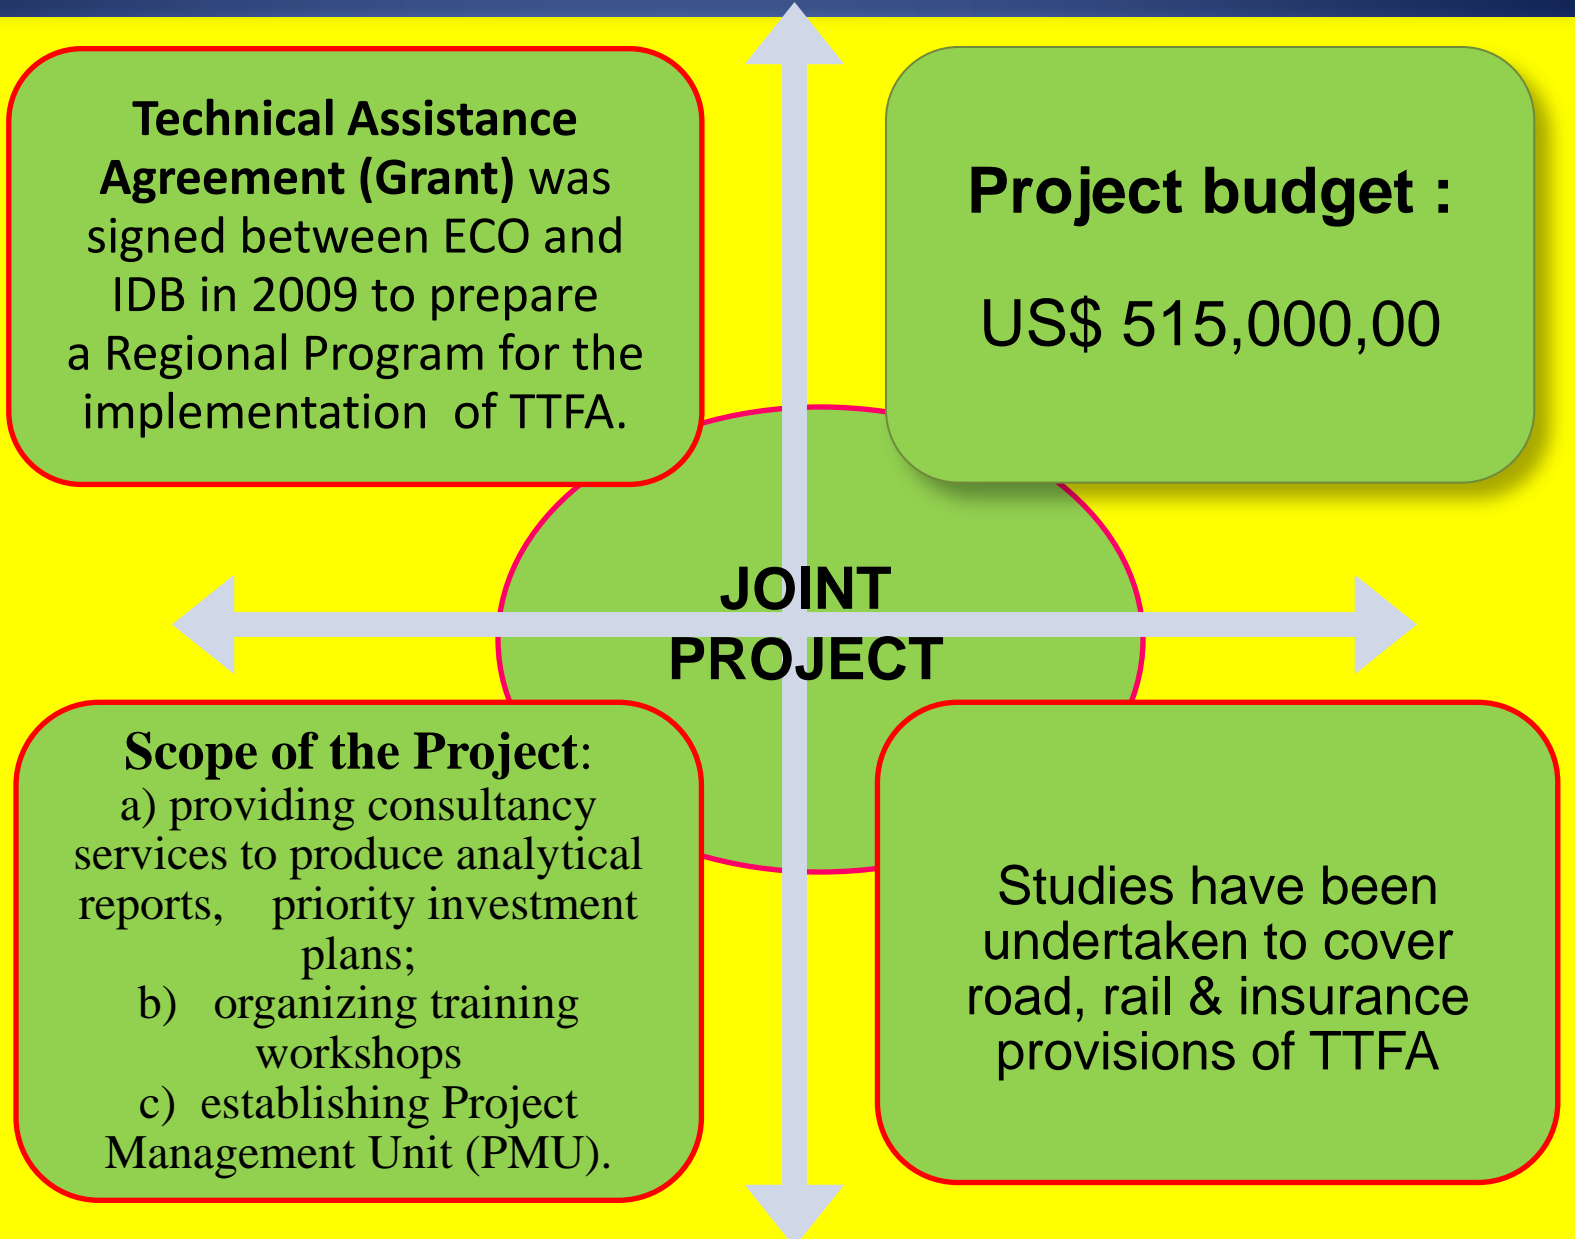 Technical Assistance
Agreement (Grant) was
signed between ECO and
IDB in 2009 to prepare
a Regional Program for the
implementation of TTFA.
Project budget :
US$ 515,000,00
JOINT
PROJECT
Scope of the Project:
a) providing consultancy
services to produce analytical
reports, priority investment
plans;
b) organizing training
workshops
c) establishing Project
Management Unit (PMU).
Studies have been
undertaken to cover
road, rail & insurance
provisions of TTFA